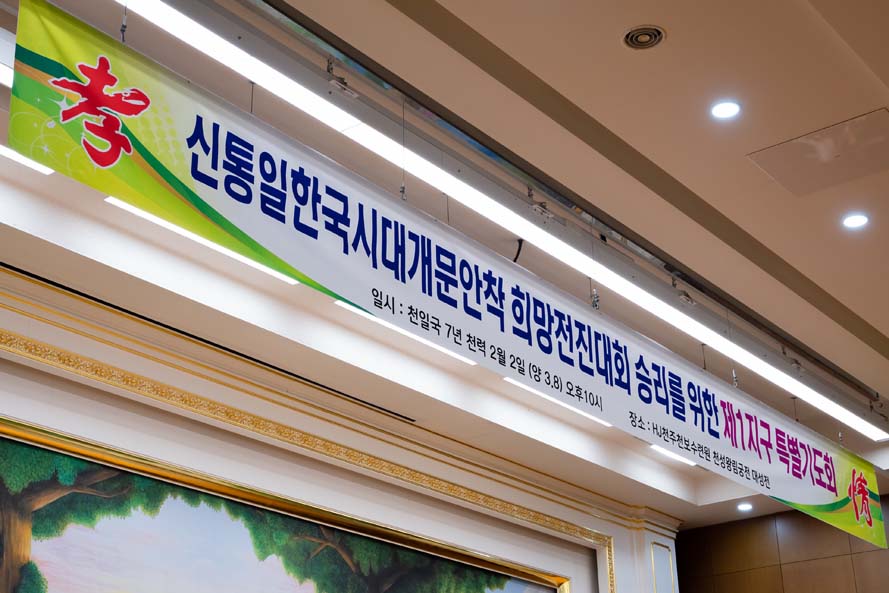 孝
신통일한국시대개문안착 희망전진대회 승리를 위한 제1지구 특별기도회
일시 : 천일국 7년 천력 2월 2일 (양 3.8) 오후10시 장소 : HJ천주천보수련원 천성왕림궁전 대성전
情